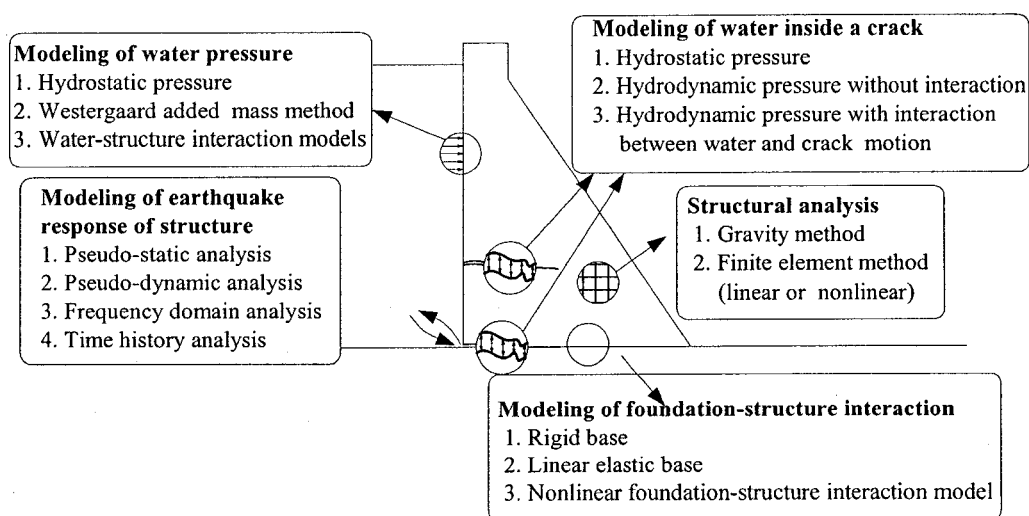 Modeling of water pressure
1. Hydrostatic pressure
2. Westergaard added mass method
3. Water-structure interaction models
Modeling of water inside a crack
1. Hydrostatic pressure
2. Hydrodynamic pressure without interaction
3. Hydrodynamic pressure with interaction
between water and crack motion
Modeling of earthquake
response of structure
1. Pseudo-static analysis
2. Pseudo-dynamic analysis
3. Frequency domain analysis
4. Time history analysis
Structural analysis
1. Gravity method
2. Finite element method
(linear or nonlinear)
Modeling of foundation-structure interaction
1. Rigid base
2. Linear elastic base
3. Nonlinear foundation-structure interaction model